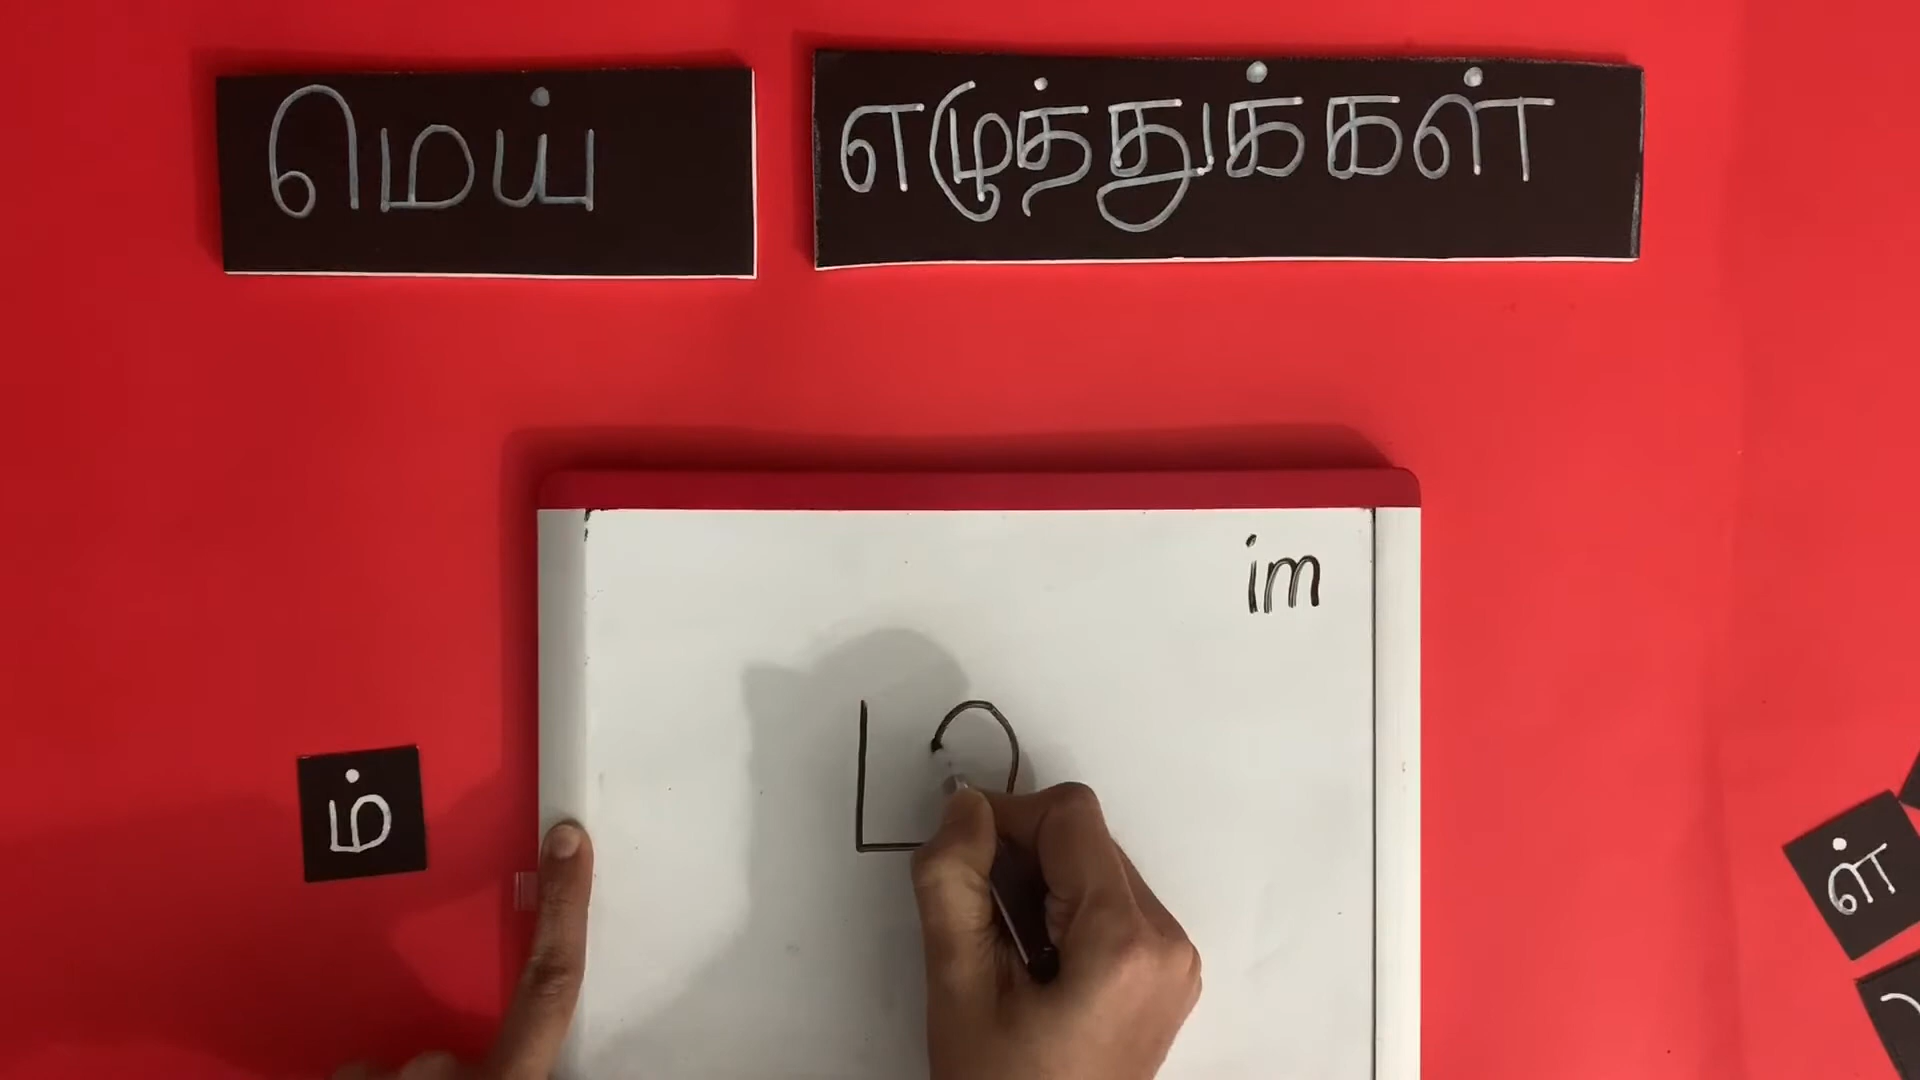 மெய் எழுத்துக்கள்
im
ம்
ள்